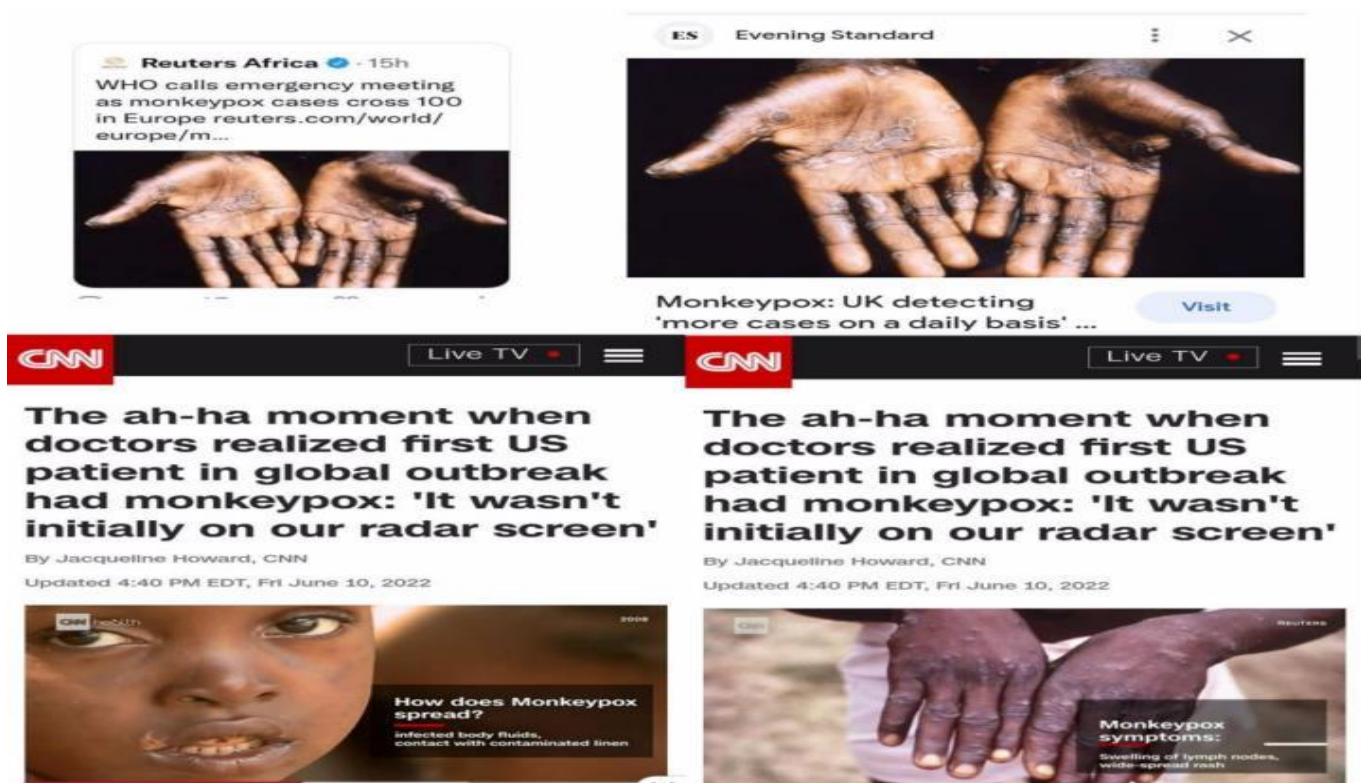 Reuters Africa · 15h
WHO calls emergency meeting
as monkeypox cases cross 100
in Europe reuters.com/world/
europe/m...
ES Evening Standard
Monkeypox: UK detecting
'more cases on a daily basis' ...
Visit
CNN
Live TV
The ah-ha moment when
doctors realized first US
patient in global outbreak
had monkeypox: 'It wasn't
initially on our radar screen'
By Jacqueline Howard, CNN
Updated 4:40 PM EDT, Fri June 10, 2022
CNN health
2008
How does Monkeypox
spread?
infected body fluids,
contact with contaminated linen
CNN
Live TV
The ah-ha moment when
doctors realized first US
patient in global outbreak
had monkeypox: 'It wasn't
initially on our radar screen'
By Jacqueline Howard, CNN
Updated 4:40 PM EDT, Fri June 10, 2022
CNN
REUTERS
Monkeypox
symptoms:
Swelling of lymph nodes,
wide-spread rash